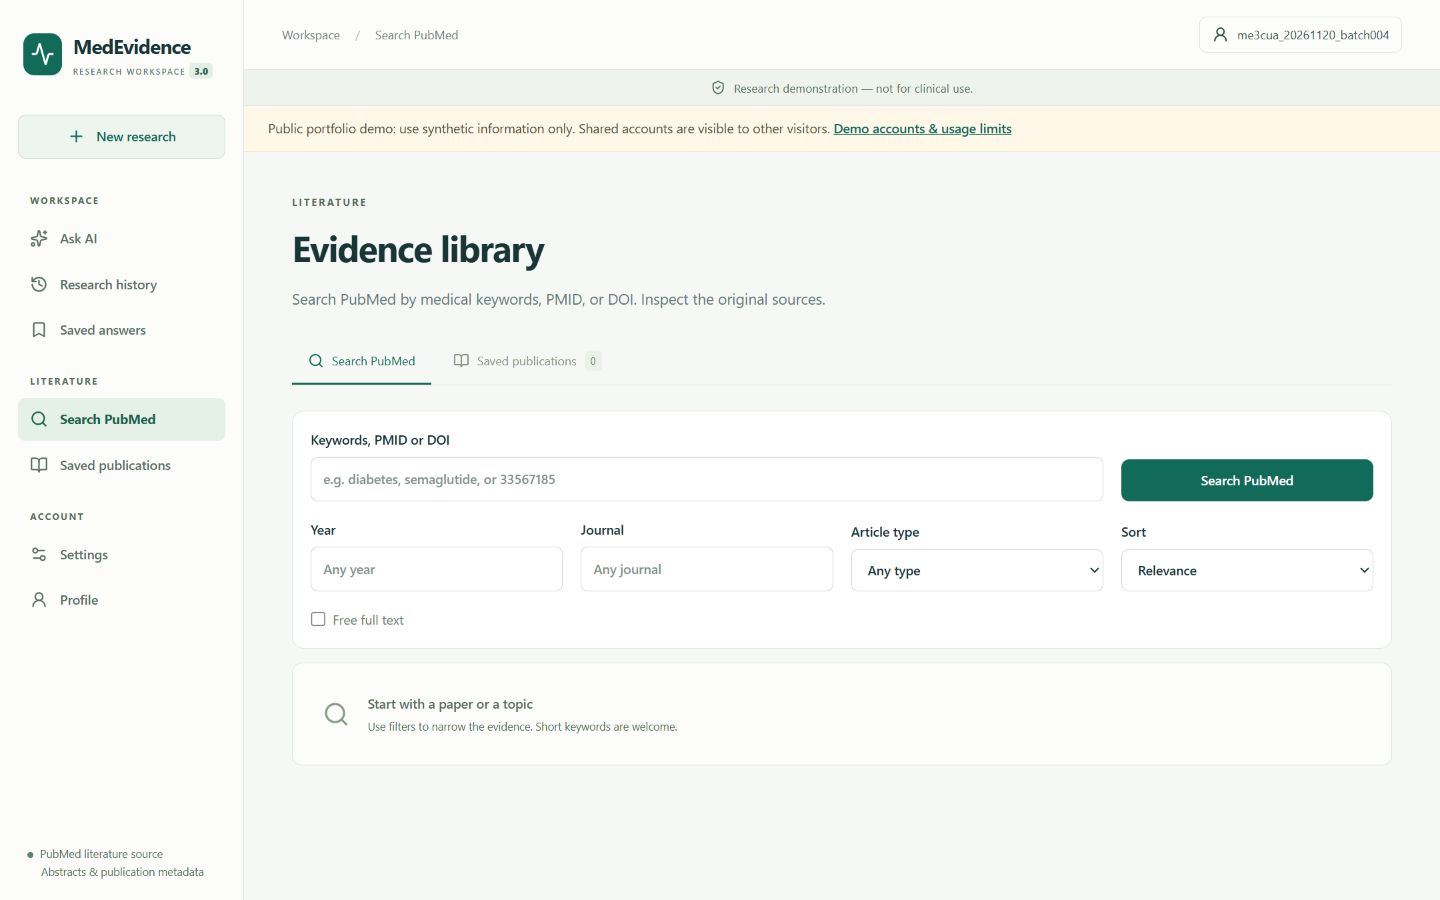 MedEvidence
RESEARCH WORKSPACE 3.0
New research
WORKSPACE
Ask AI
Research history
Saved answers
LITERATURE
Search PubMed
Saved publications
ACCOUNT
Settings
Profile
PubMed literature source
Abstracts & publication metadata
Workspace / Search PubMed
me3cua_20261120_batch004
Research demonstration — not for clinical use.
Public portfolio demo: use synthetic information only. Shared accounts are visible to other visitors. Demo accounts & usage limits
LITERATURE
Evidence library
Search PubMed by medical keywords, PMID, or DOI. Inspect the original sources.
Search PubMed
Saved publications 0
Keywords, PMID or DOI
e.g. diabetes, semaglutide, or 33567185
Search PubMed
Year
Journal
Article type
Sort
Any year
Any journal
Any type
Relevance
Free full text
Start with a paper or a topic
Use filters to narrow the evidence. Short keywords are welcome.